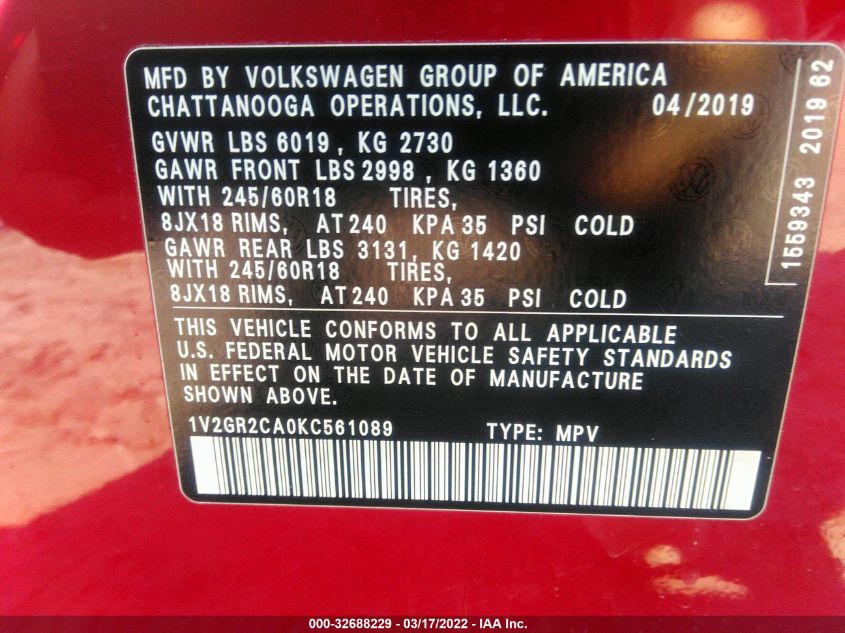 MFD BY VOLKSWAGEN GROUP OF AMERICA
CHATTANOOGA OPERATIONS, LLC. 04/2019
GVWR LBS 6019, KG 2730
GAWR FRONT LBS 2998, KG 1360
WITH 245/60R18 TIRES,
8JX18 RIMS, AT 240 KPA 35 PSI COLD
GAWR REAR LBS 3131, KG 1420
WITH 245/60R18 TIRES,
8JX18 RIMS, AT 240 KPA 35 PSI COLD
THIS VEHICLE CONFORMS TO ALL APPLICABLE
U.S. FEDERAL MOTOR VEHICLE SAFETY STANDARDS
IN EFFECT ON THE DATE OF MANUFACTURE
SHOWN ABOVE.
1V2GR2CA0KC561089 TYPE: MPV
1559343 2019 62
000-32688229 - 03/17/2022 - IAA Inc.